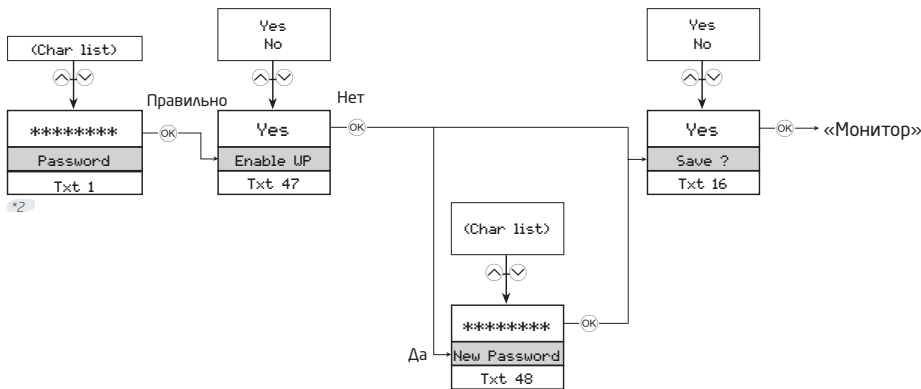 (Char list)
********
Password
Txt 1
*2
Правильно
OK
Yes
No
Yes
Enable WP
Txt 47
Нет
OK
(Char list)
********
New Password
Txt 48
Да
OK
Yes
No
Yes
Save ?
Txt 16
OK
«Монитор»